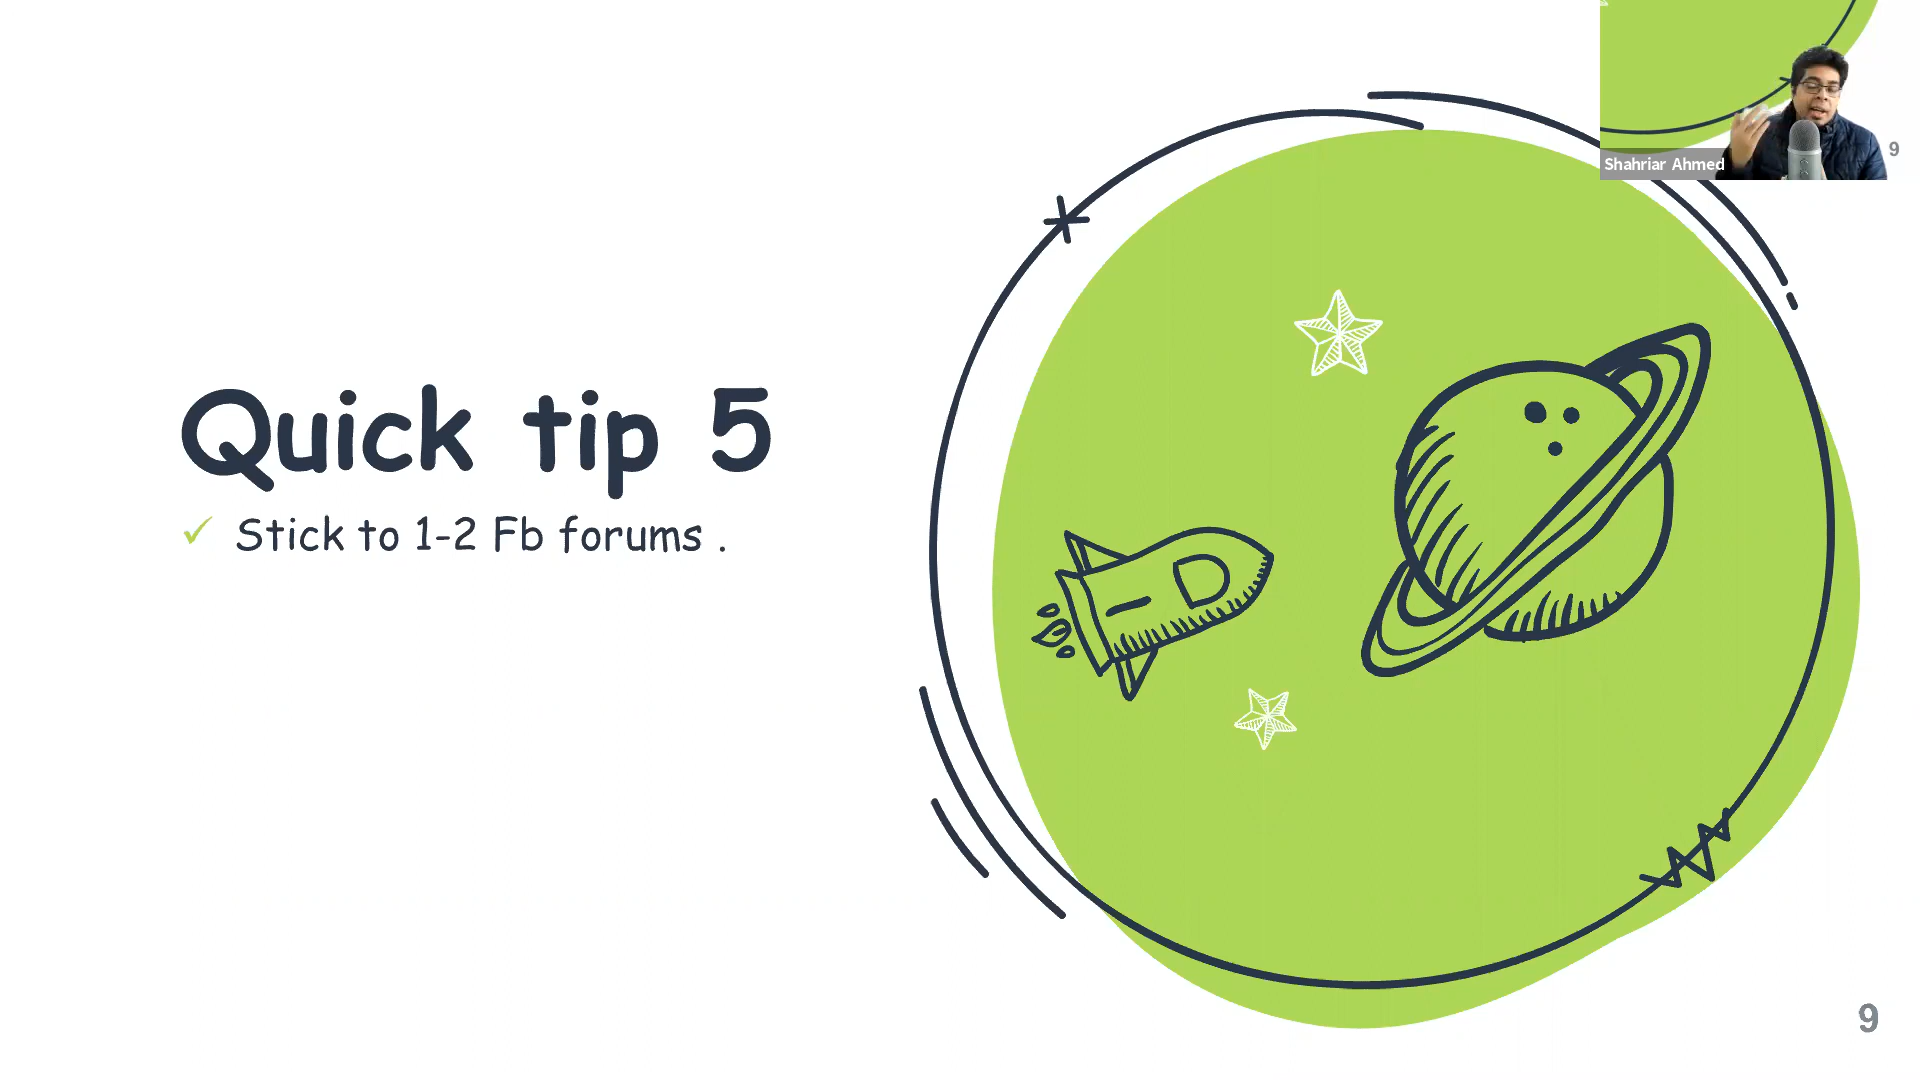 Quick tip 5
✓ Stick to 1-2 Fb forums .
Shahriar Ahmed
9
9